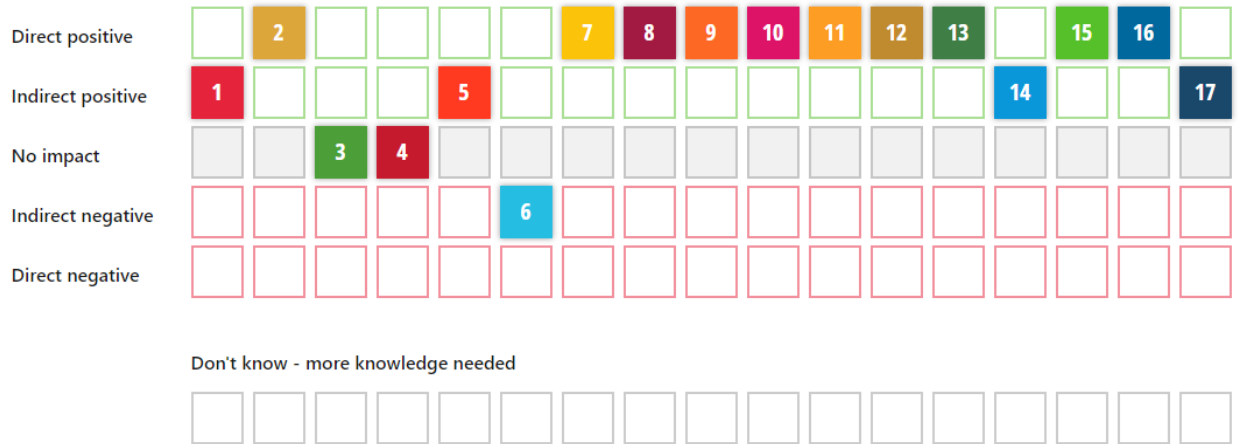 Direct positive 2 7 8 9 10 11 12 13 15 16
Indirect positive 1 5 14 17
No impact 3 4
Indirect negative 6
Direct negative
Don't know - more knowledge needed